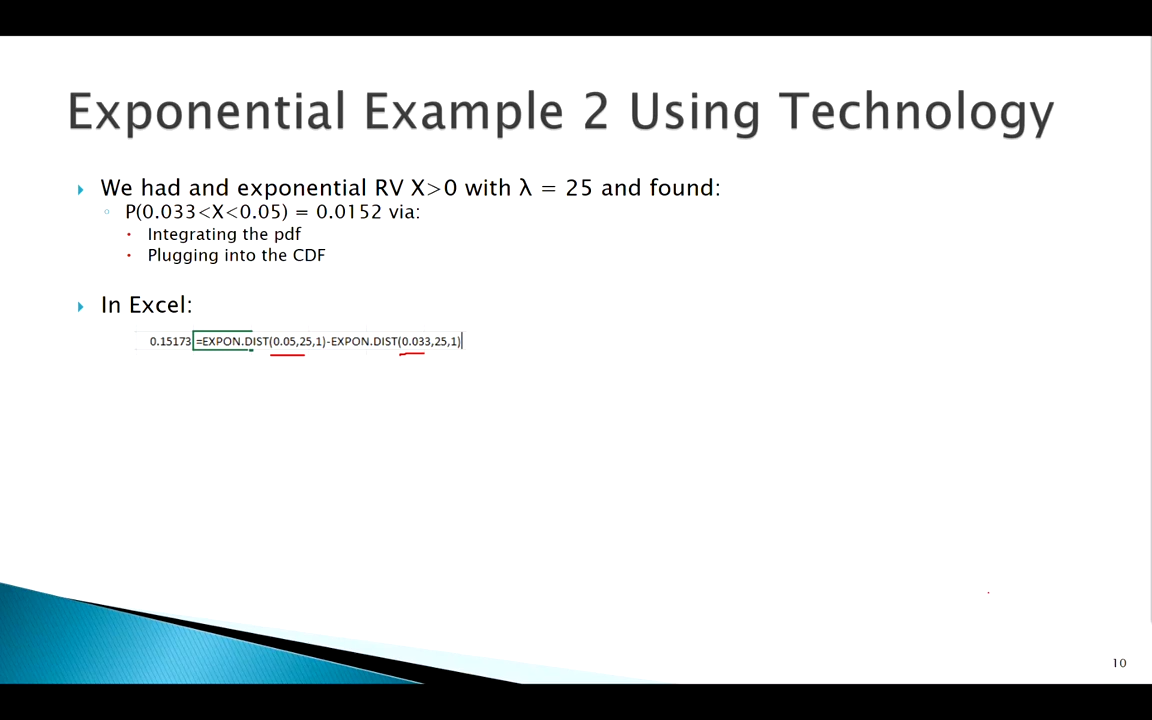 Exponential Example 2 Using Technology
We had and exponential RV X>0 with λ = 25 and found:
P(0.033<X<0.05) = 0.0152 via:
Integrating the pdf
Plugging into the CDF
In Excel:
0.15173 =EXPON.DIST(0.05,25,1)-EXPON.DIST(0.033,25,1)
10